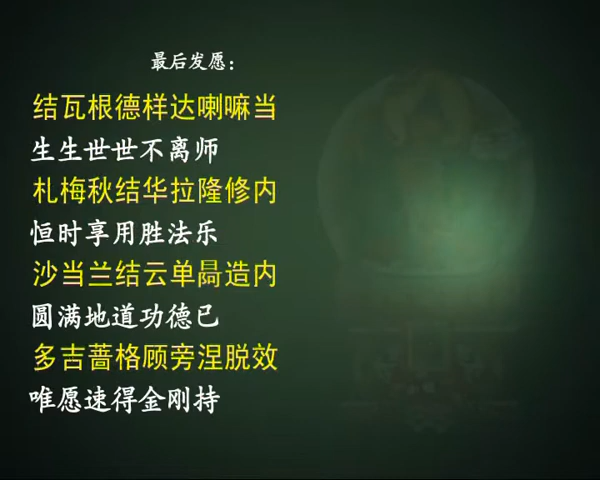 最后发愿：
结瓦根德样达喇嘛当
生生世世不离师
札梅秋结华拉隆修内
恒时享用胜法乐
沙当兰结云单曷造内
圆满地道功德已
多吉蔷格顾旁涅脱效
唯愿速得金刚持